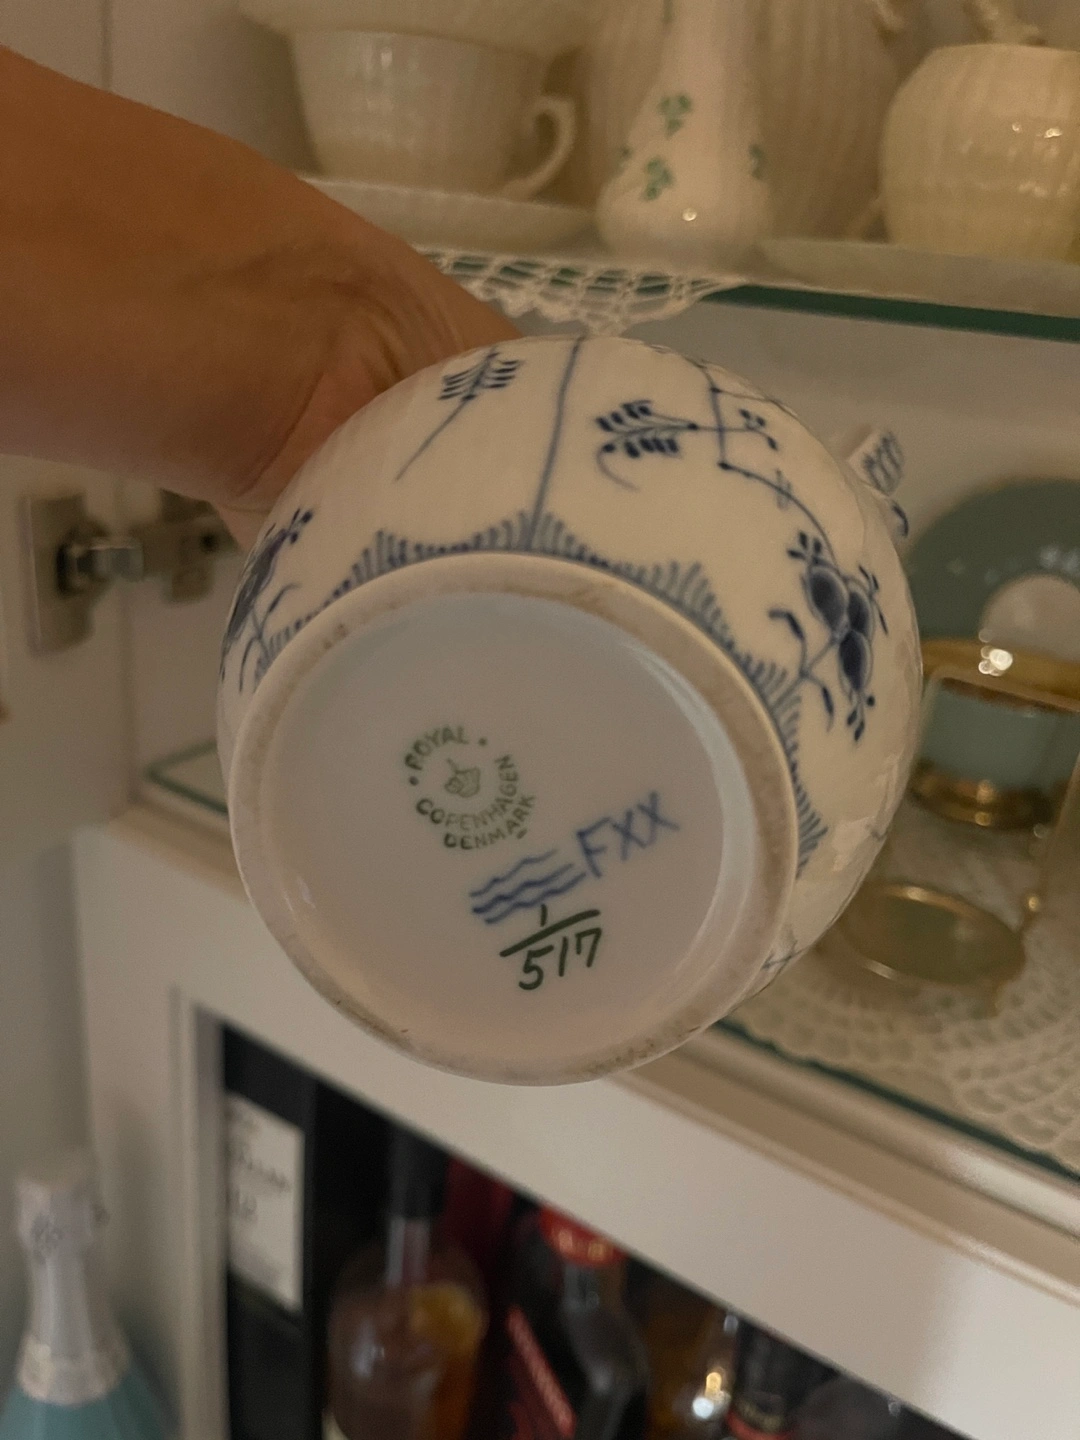 ROYAL
COPENHAGEN
DENMARK
FXX
1
517